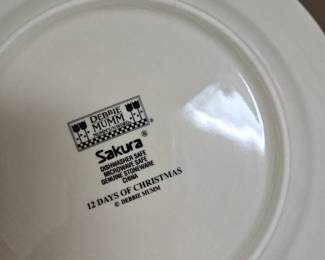 DEBBIE
MUMM
®
Sakura®
DISHWASHER SAFE
MICROWAVE SAFE
GENUINE STONEWARE
CHINA
12 DAYS OF CHRISTMAS
© DEBBIE MUMM